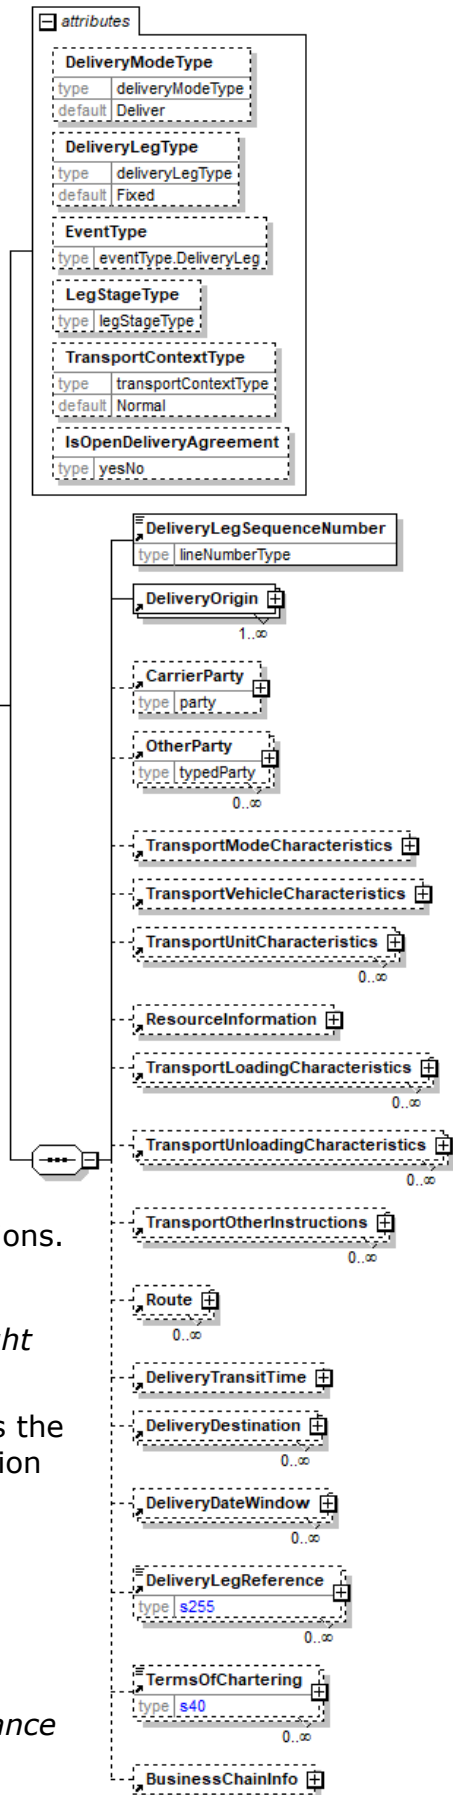 attributes
DeliveryModeType
type deliveryModeType
default Deliver
DeliveryLegType
type deliveryLegType
default Fixed
EventType
type eventType.DeliveryLeg
LegStageType
type legStageType
TransportContextType
type transportContextType
default Normal
IsOpenDeliveryAgreement
type yesNo
DeliveryLegSequenceNumber
type lineNumberType
DeliveryOrigin
1..∞
CarrierParty
type party
OtherParty
type typedParty
0..∞
TransportModeCharacteristics
TransportVehicleCharacteristics
TransportUnitCharacteristics
0..∞
ResourceInformation
TransportLoadingCharacteristics
0..∞
TransportUnloadingCharacteristics
0..∞
TransportOtherInstructions
ons.
0..∞
Route
0..∞
ht
DeliveryTransitTime
s the
DeliveryDestination
0..∞
ion
DeliveryDateWindow
0..∞
DeliveryLegReference
type s255
0..∞
TermsOfChartering
type s40
0..∞
ance
BusinessChainInfo